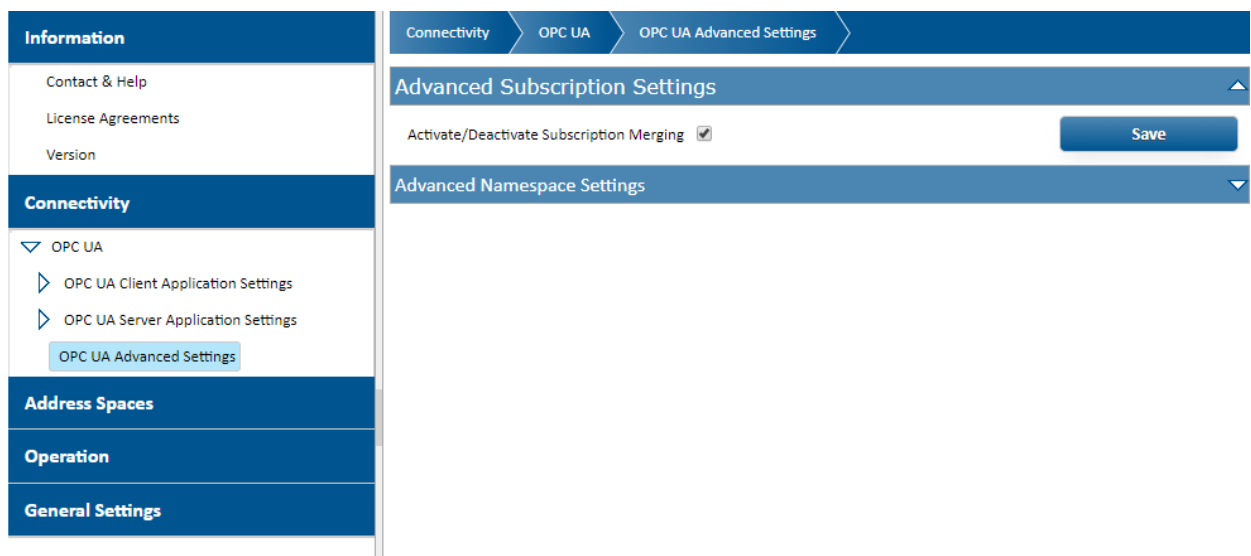 Information
Contact & Help
License Agreements
Version
Connectivity
OPC UA
OPC UA Client Application Settings
OPC UA Server Application Settings
OPC UA Advanced Settings
Address Spaces
Operation
General Settings
Connectivity OPC UA OPC UA Advanced Settings
Advanced Subscription Settings
Activate/Deactivate Subscription Merging Save
Advanced Namespace Settings